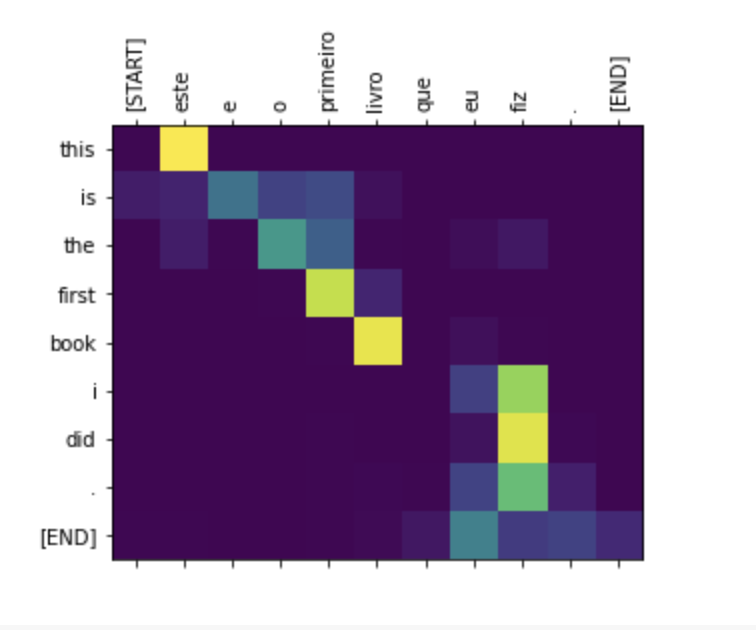 [START] este e o primeiro livro que eu fiz . [END]
this
is
the
first
book
i
did
.
[END]